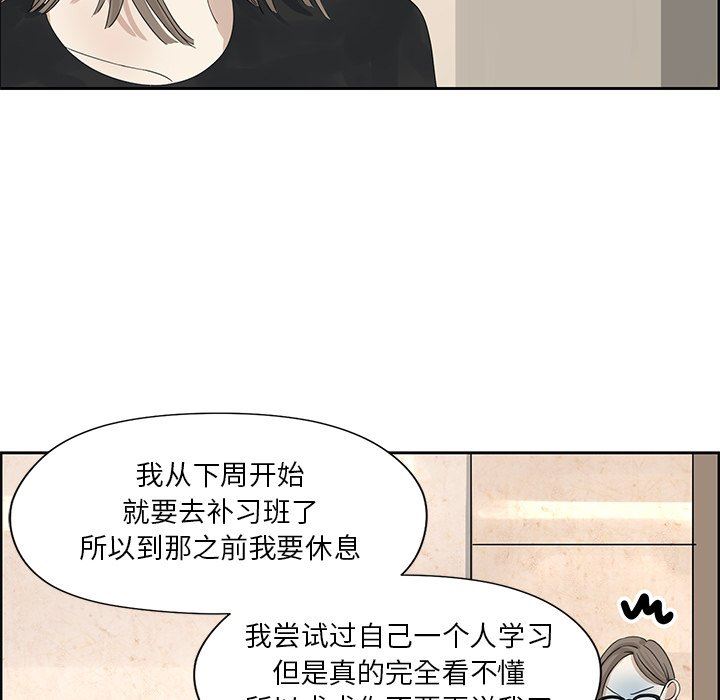 我从下周开始
就要去补习班了
所以到那之前我要休息
我尝试过自己一个人学习
但是真的完全看不懂